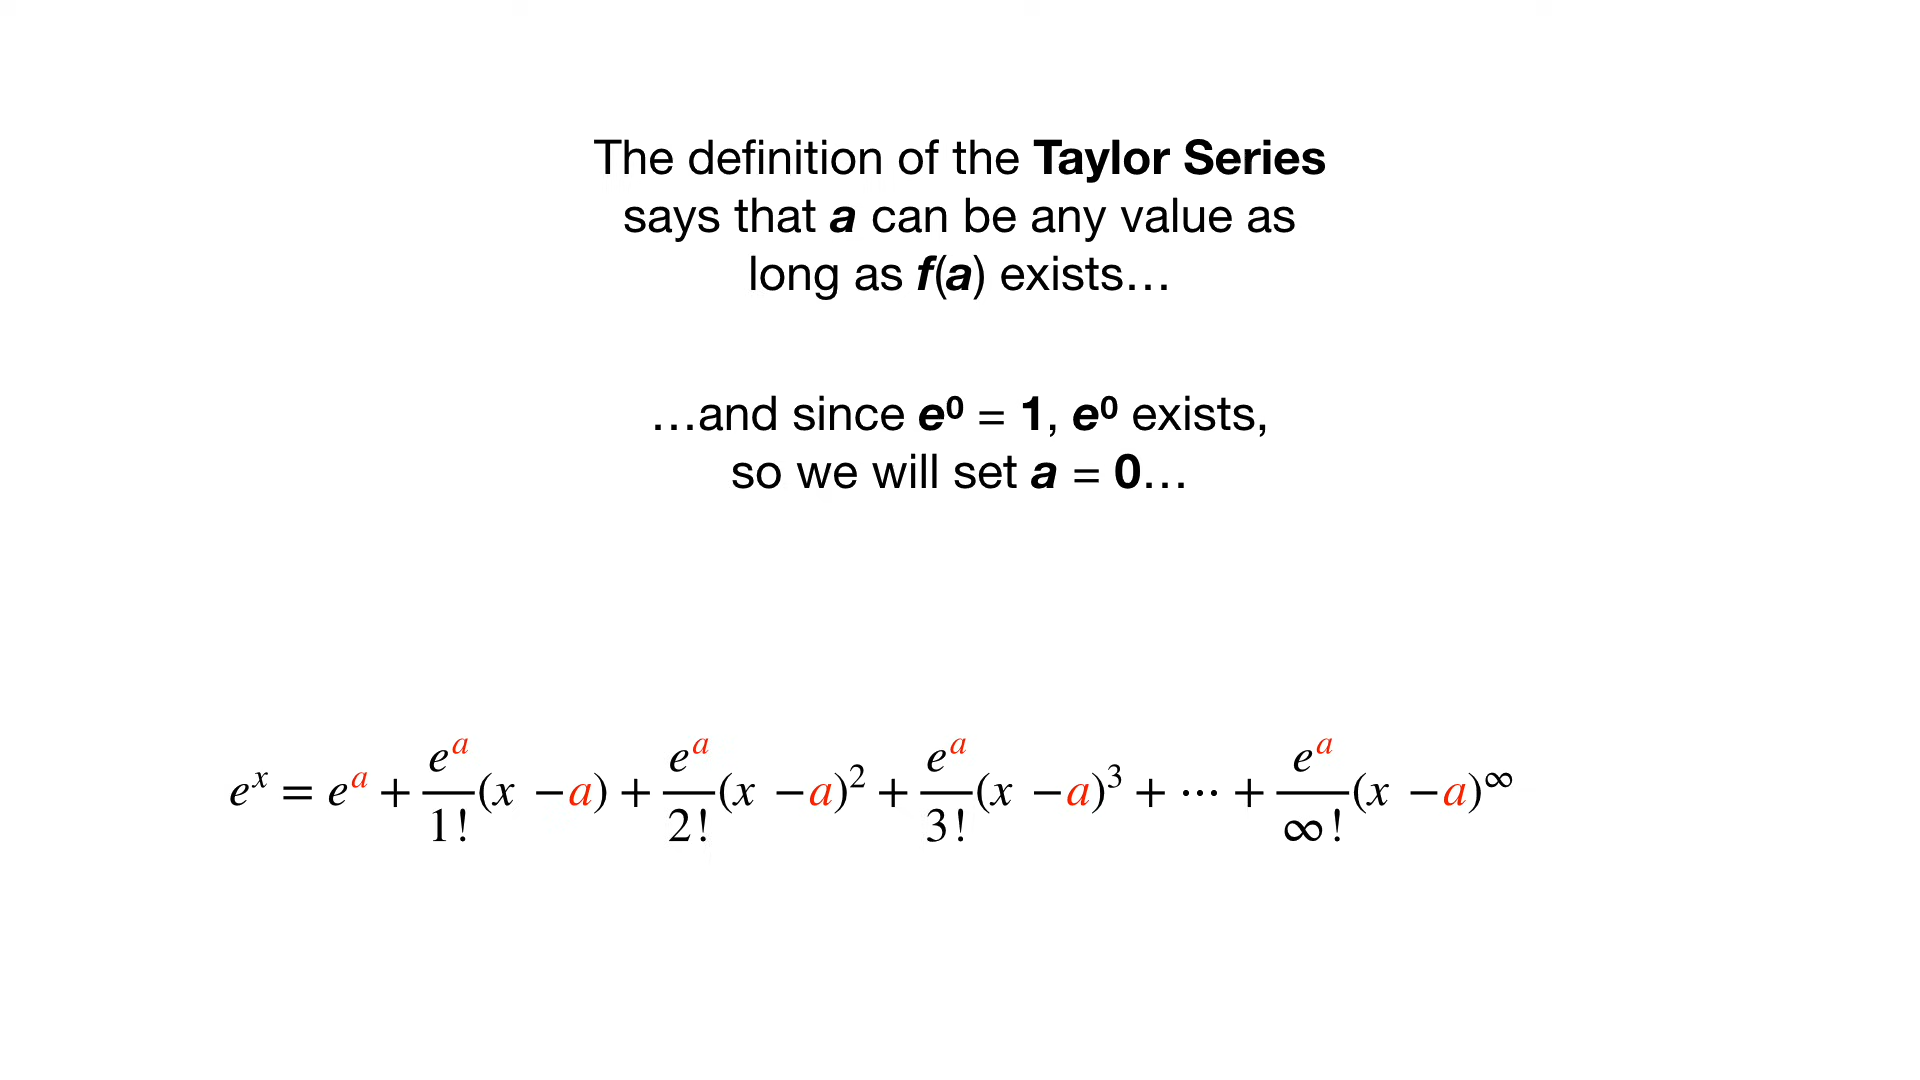 The definition of the Taylor Series
says that a can be any value as
long as f(a) exists…
…and since e⁰ = 1, e⁰ exists,
so we will set a = 0…
eˣ = eᵃ + eᵃ/1! (x − a) + eᵃ/2! (x − a)² + eᵃ/3! (x − a)³ + ⋯ + eᵃ/∞! (x − a)^∞